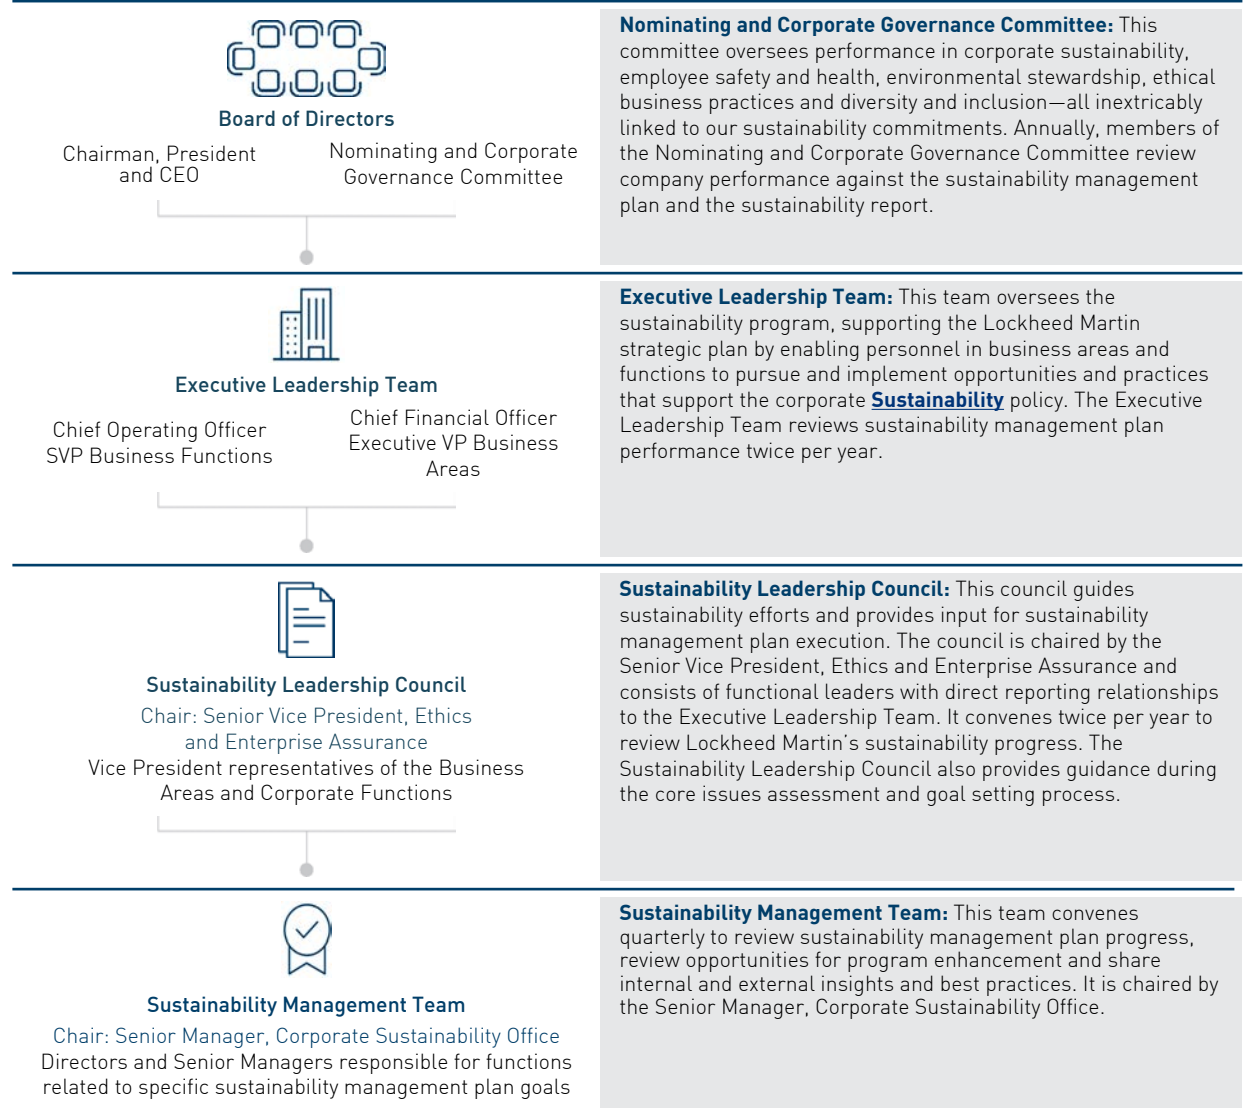 Board of Directors
Chairman, President
and CEO
Nominating and Corporate
Governance Committee
Nominating and Corporate Governance Committee: This
committee oversees performance in corporate sustainability,
employee safety and health, environmental stewardship, ethical
business practices and diversity and inclusion—all inextricably
linked to our sustainability commitments. Annually, members of
the Nominating and Corporate Governance Committee review
company performance against the sustainability management
plan and the sustainability report.
Executive Leadership Team
Chief Operating Officer
SVP Business Functions
Chief Financial Officer
Executive VP Business
Areas
Executive Leadership Team: This team oversees the
sustainability program, supporting the Lockheed Martin
strategic plan by enabling personnel in business areas and
functions to pursue and implement opportunities and practices
that support the corporate Sustainability policy. The Executive
Leadership Team reviews sustainability management plan
performance twice per year.
Sustainability Leadership Council
Chair: Senior Vice President, Ethics
and Enterprise Assurance
Vice President representatives of the Business
Areas and Corporate Functions
Sustainability Leadership Council: This council guides
sustainability efforts and provides input for sustainability
management plan execution. The council is chaired by the
Senior Vice President, Ethics and Enterprise Assurance and
consists of functional leaders with direct reporting relationships
to the Executive Leadership Team. It convenes twice per year to
review Lockheed Martin's sustainability progress. The
Sustainability Leadership Council also provides guidance during
the core issues assessment and goal setting process.
Sustainability Management Team
Chair: Senior Manager, Corporate Sustainability Office
Directors and Senior Managers responsible for functions
related to specific sustainability management plan goals
Sustainability Management Team: This team convenes
quarterly to review sustainability management plan progress,
review opportunities for program enhancement and share
internal and external insights and best practices. It is chaired by
the Senior Manager, Corporate Sustainability Office.